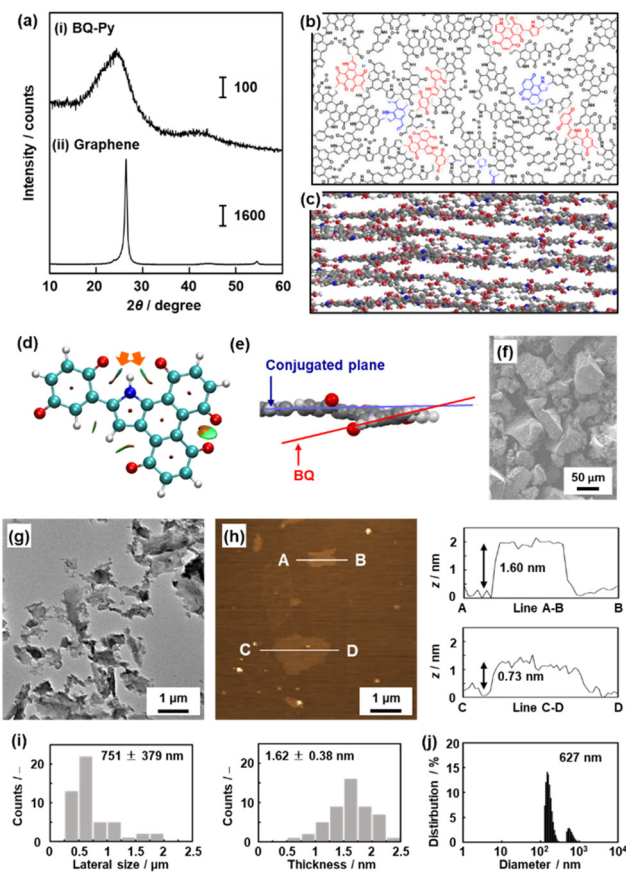 (a)
(i) BQ-Py
100
(ii) Graphene
1600
Intensity / counts
10 20 30 40 50 60
2θ / degree
(b)
(c)
(d)
(e)
Conjugated plane
BQ
(f)
50 µm
(g)
1 µm
(h)
A B
C D
1 µm
z / nm
2
1
0
1.60 nm
A Line A-B B
z / nm
2
1
0
0.73 nm
C Line C-D D
(i)
751 ± 379 nm
Counts / _
20
10
0
0 0.5 1 1.5 2 2.5
Lateral size / µm
1.62 ± 0.38 nm
Counts / _
20
10
0
0 0.5 1 1.5 2 2.5
Thickness / nm
(j)
627 nm
Distirbution / %
20
15
10
5
0
1 10¹ 10² 10³ 10⁴
Diameter / nm